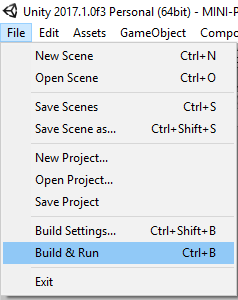 Unity 2017.1.0f3 Personal (64bit) - MINI-P
File Edit Assets GameObject Compo
New Scene Ctrl+N
Open Scene Ctrl+O
Save Scenes Ctrl+S
Save Scene as... Ctrl+Shift+S
New Project...
Open Project...
Save Project
Build Settings... Ctrl+Shift+B
Build & Run Ctrl+B
Exit